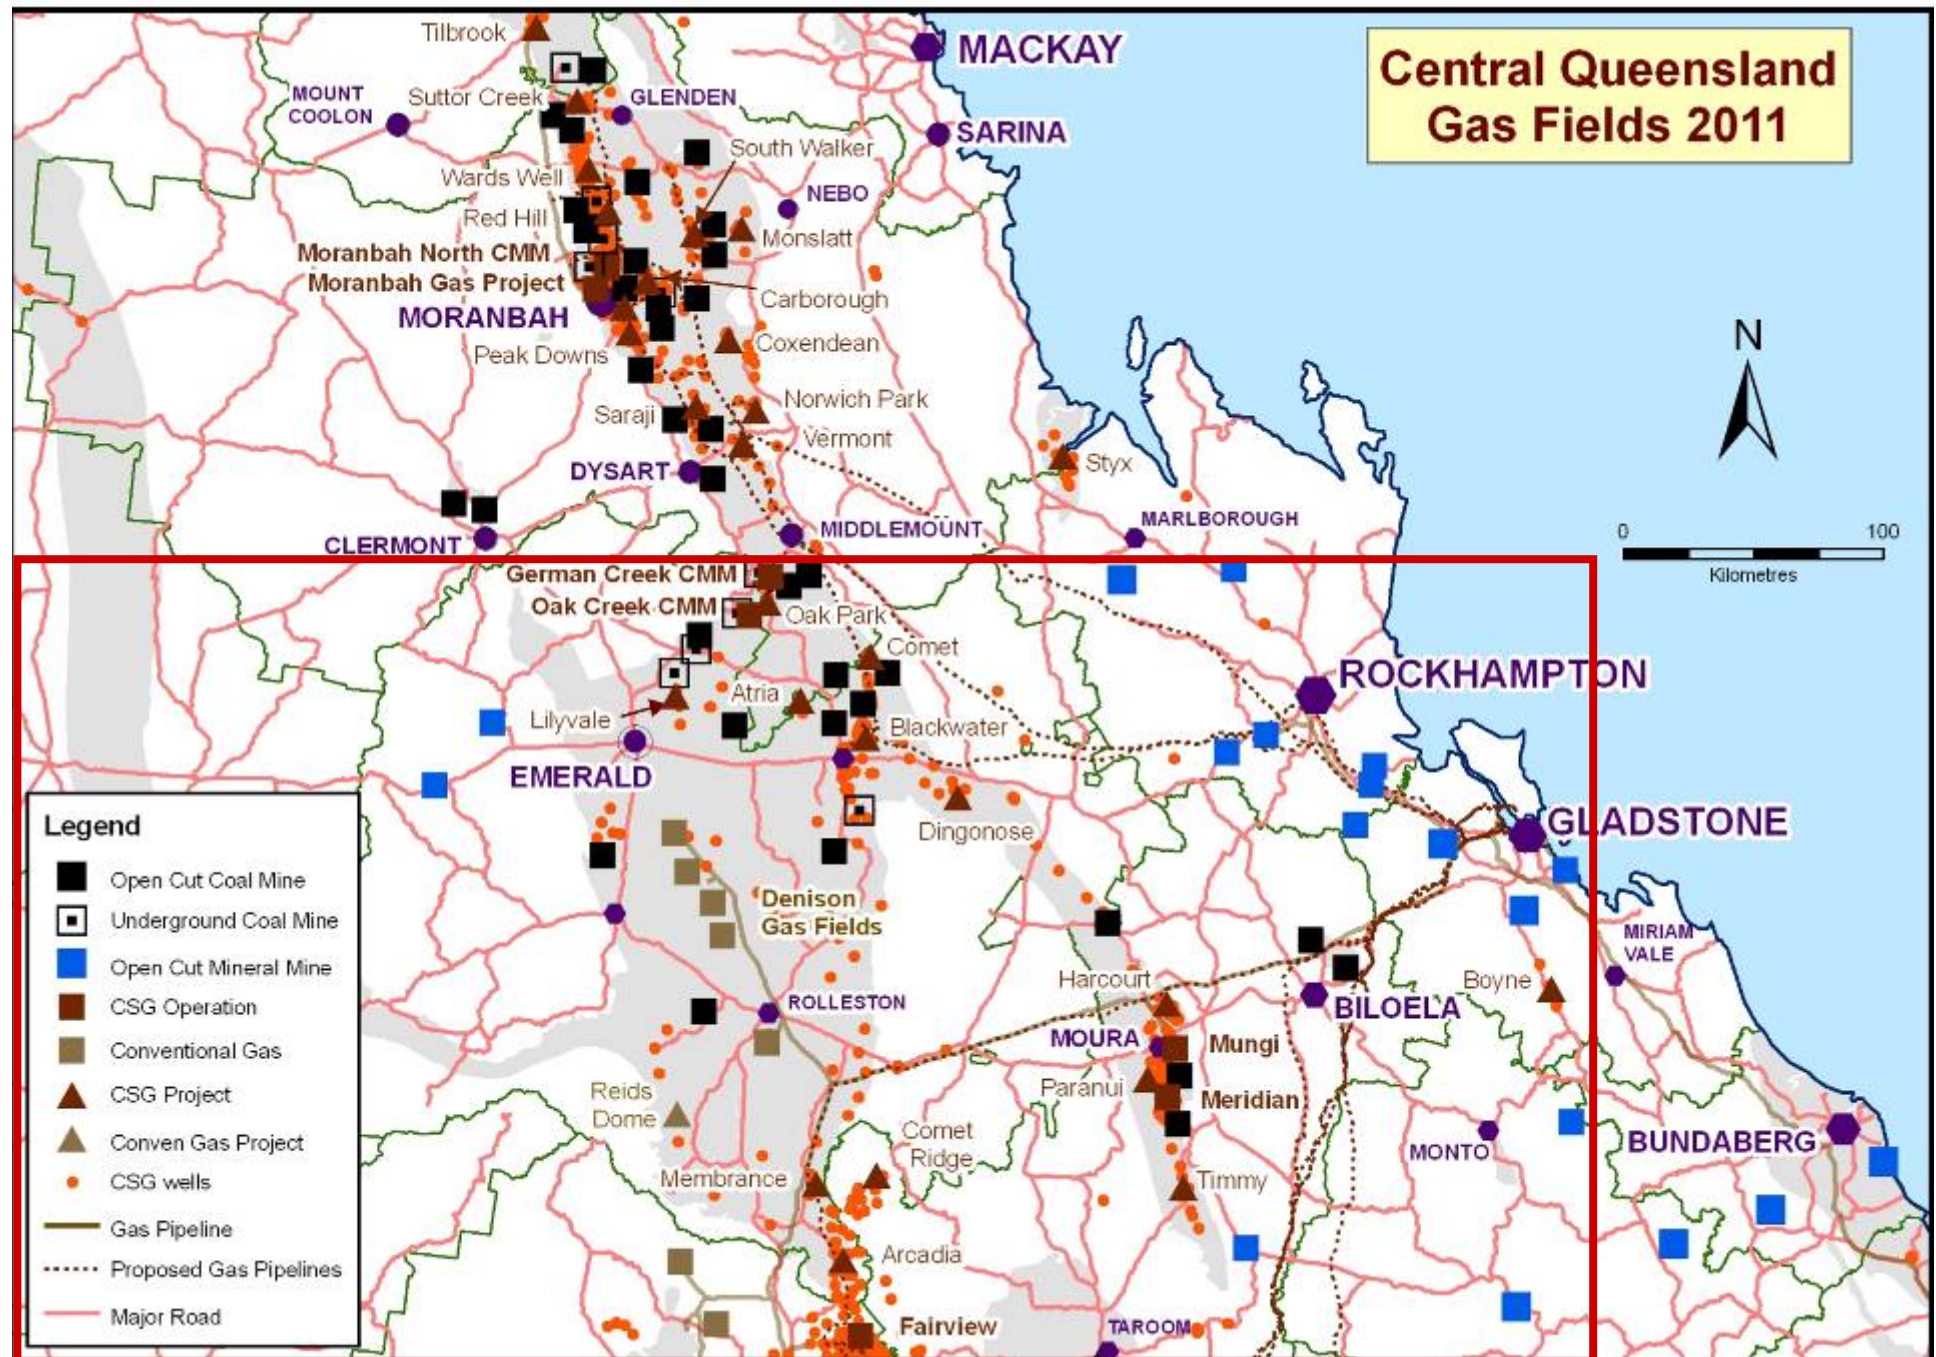 Central Queensland
Gas Fields 2011
Tilbrook
MACKAY
MOUNT
COOLON
Suttor Creek
GLENDEN
SARINA
South Walker
Wards Well
NEBO
Red Hill
Monslatt
Moranbah North CMM
Moranbah Gas Project
Carborough
MORANBAH
Peak Downs
Coxendean
N
Saraji
Norwich Park
Vermont
DYSART
Styx
MARLBOROUGH
MIDDLEMOUNT
CLERMONT
0 100
Kilometres
German Creek CMM
Oak Creek CMM
Oak Park
Comet
ROCKHAMPTON
Atria
Lilyvale
Blackwater
EMERALD
Dingonose
GLADSTONE
Denison
Gas Fields
MIRIAM
VALE
Harcourt
Boyne
ROLLESTON
BILOELA
MOURA
Mungi
Reids
Dome
Paranui
Meridian
Comet
Ridge
MONTO
BUNDABERG
Membrance
Timmy
Arcadia
Fairview
TAROOM
Legend
Open Cut Coal Mine
Underground Coal Mine
Open Cut Mineral Mine
CSG Operation
Conventional Gas
CSG Project
Conven Gas Project
CSG wells
Gas Pipeline
Proposed Gas Pipelines
Major Road